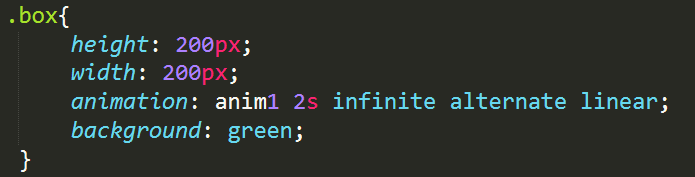 .box{
height: 200px;
width: 200px;
animation: anim1 2s infinite alternate linear;
background: green;
}